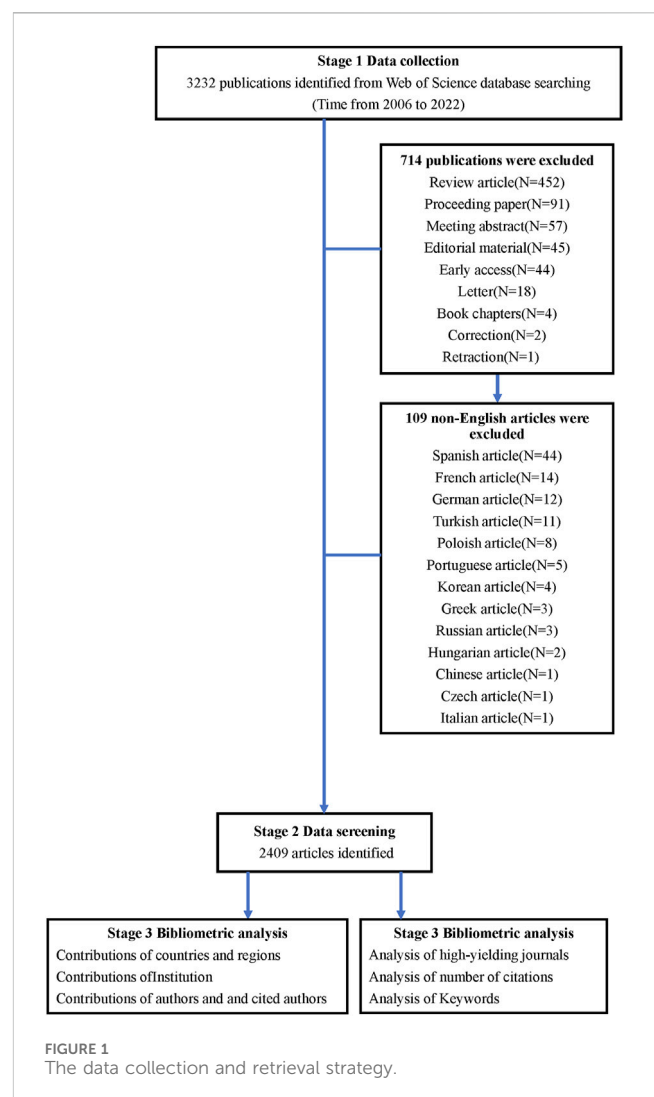 Stage 1 Data collection
3232 publications identified from Web of Science database searching
(Time from 2006 to 2022)
714 publications were excluded
Review article(N=452)
Proceeding paper(N=91)
Meeting abstract(N=57)
Editorial material(N=45)
Early access(N=44)
Letter(N=18)
Book chapters(N=4)
Correction(N=2)
Retraction(N=1)
109 non-English articles were
excluded
Spanish article(N=44)
French article(N=14)
German article(N=12)
Turkish article(N=11)
Poloish article(N=8)
Portuguese article(N=5)
Korean article(N=4)
Greek article(N=3)
Russian article(N=3)
Hungarian article(N=2)
Chinese article(N=1)
Czech article(N=1)
Italian article(N=1)
Stage 2 Data sereening
2409 articles identified
Stage 3 Bibliometric analysis
Contributions of countries and regions
Contributions ofInstitution
Contributions of authors and and cited authors
Stage 3 Bibliometric analysis
Analysis of high-yielding journals
Analysis of number of citations
Analysis of Keywords
FIGURE 1
The data collection and retrieval strategy.